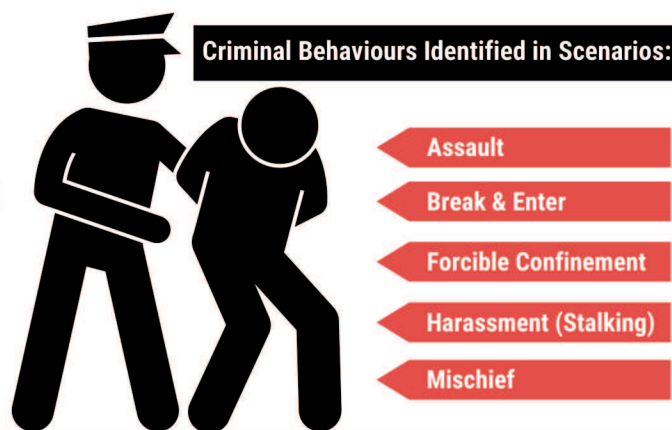 Criminal Behaviours Identified in Scenarios:
Assault
Break & Enter
Forcible Confinement
Harassment (Stalking)
Mischief